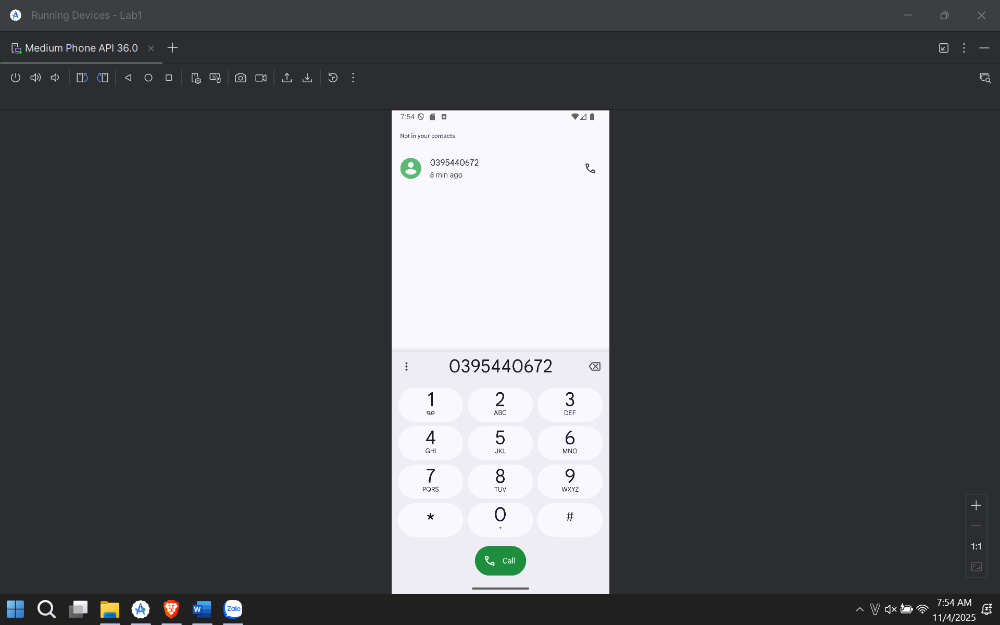 Running Devices - Lab1
Medium Phone API 36.0
7:54
Not in your contacts
0395440672
8 min ago
0395440672
1
2
ABC
3
DEF
4
GHI
5
JKL
6
MNO
7
PQRS
8
TUV
9
WXYZ
*
0
+
#
Call
1:1
W
Zalo
7:54 AM
11/4/2025